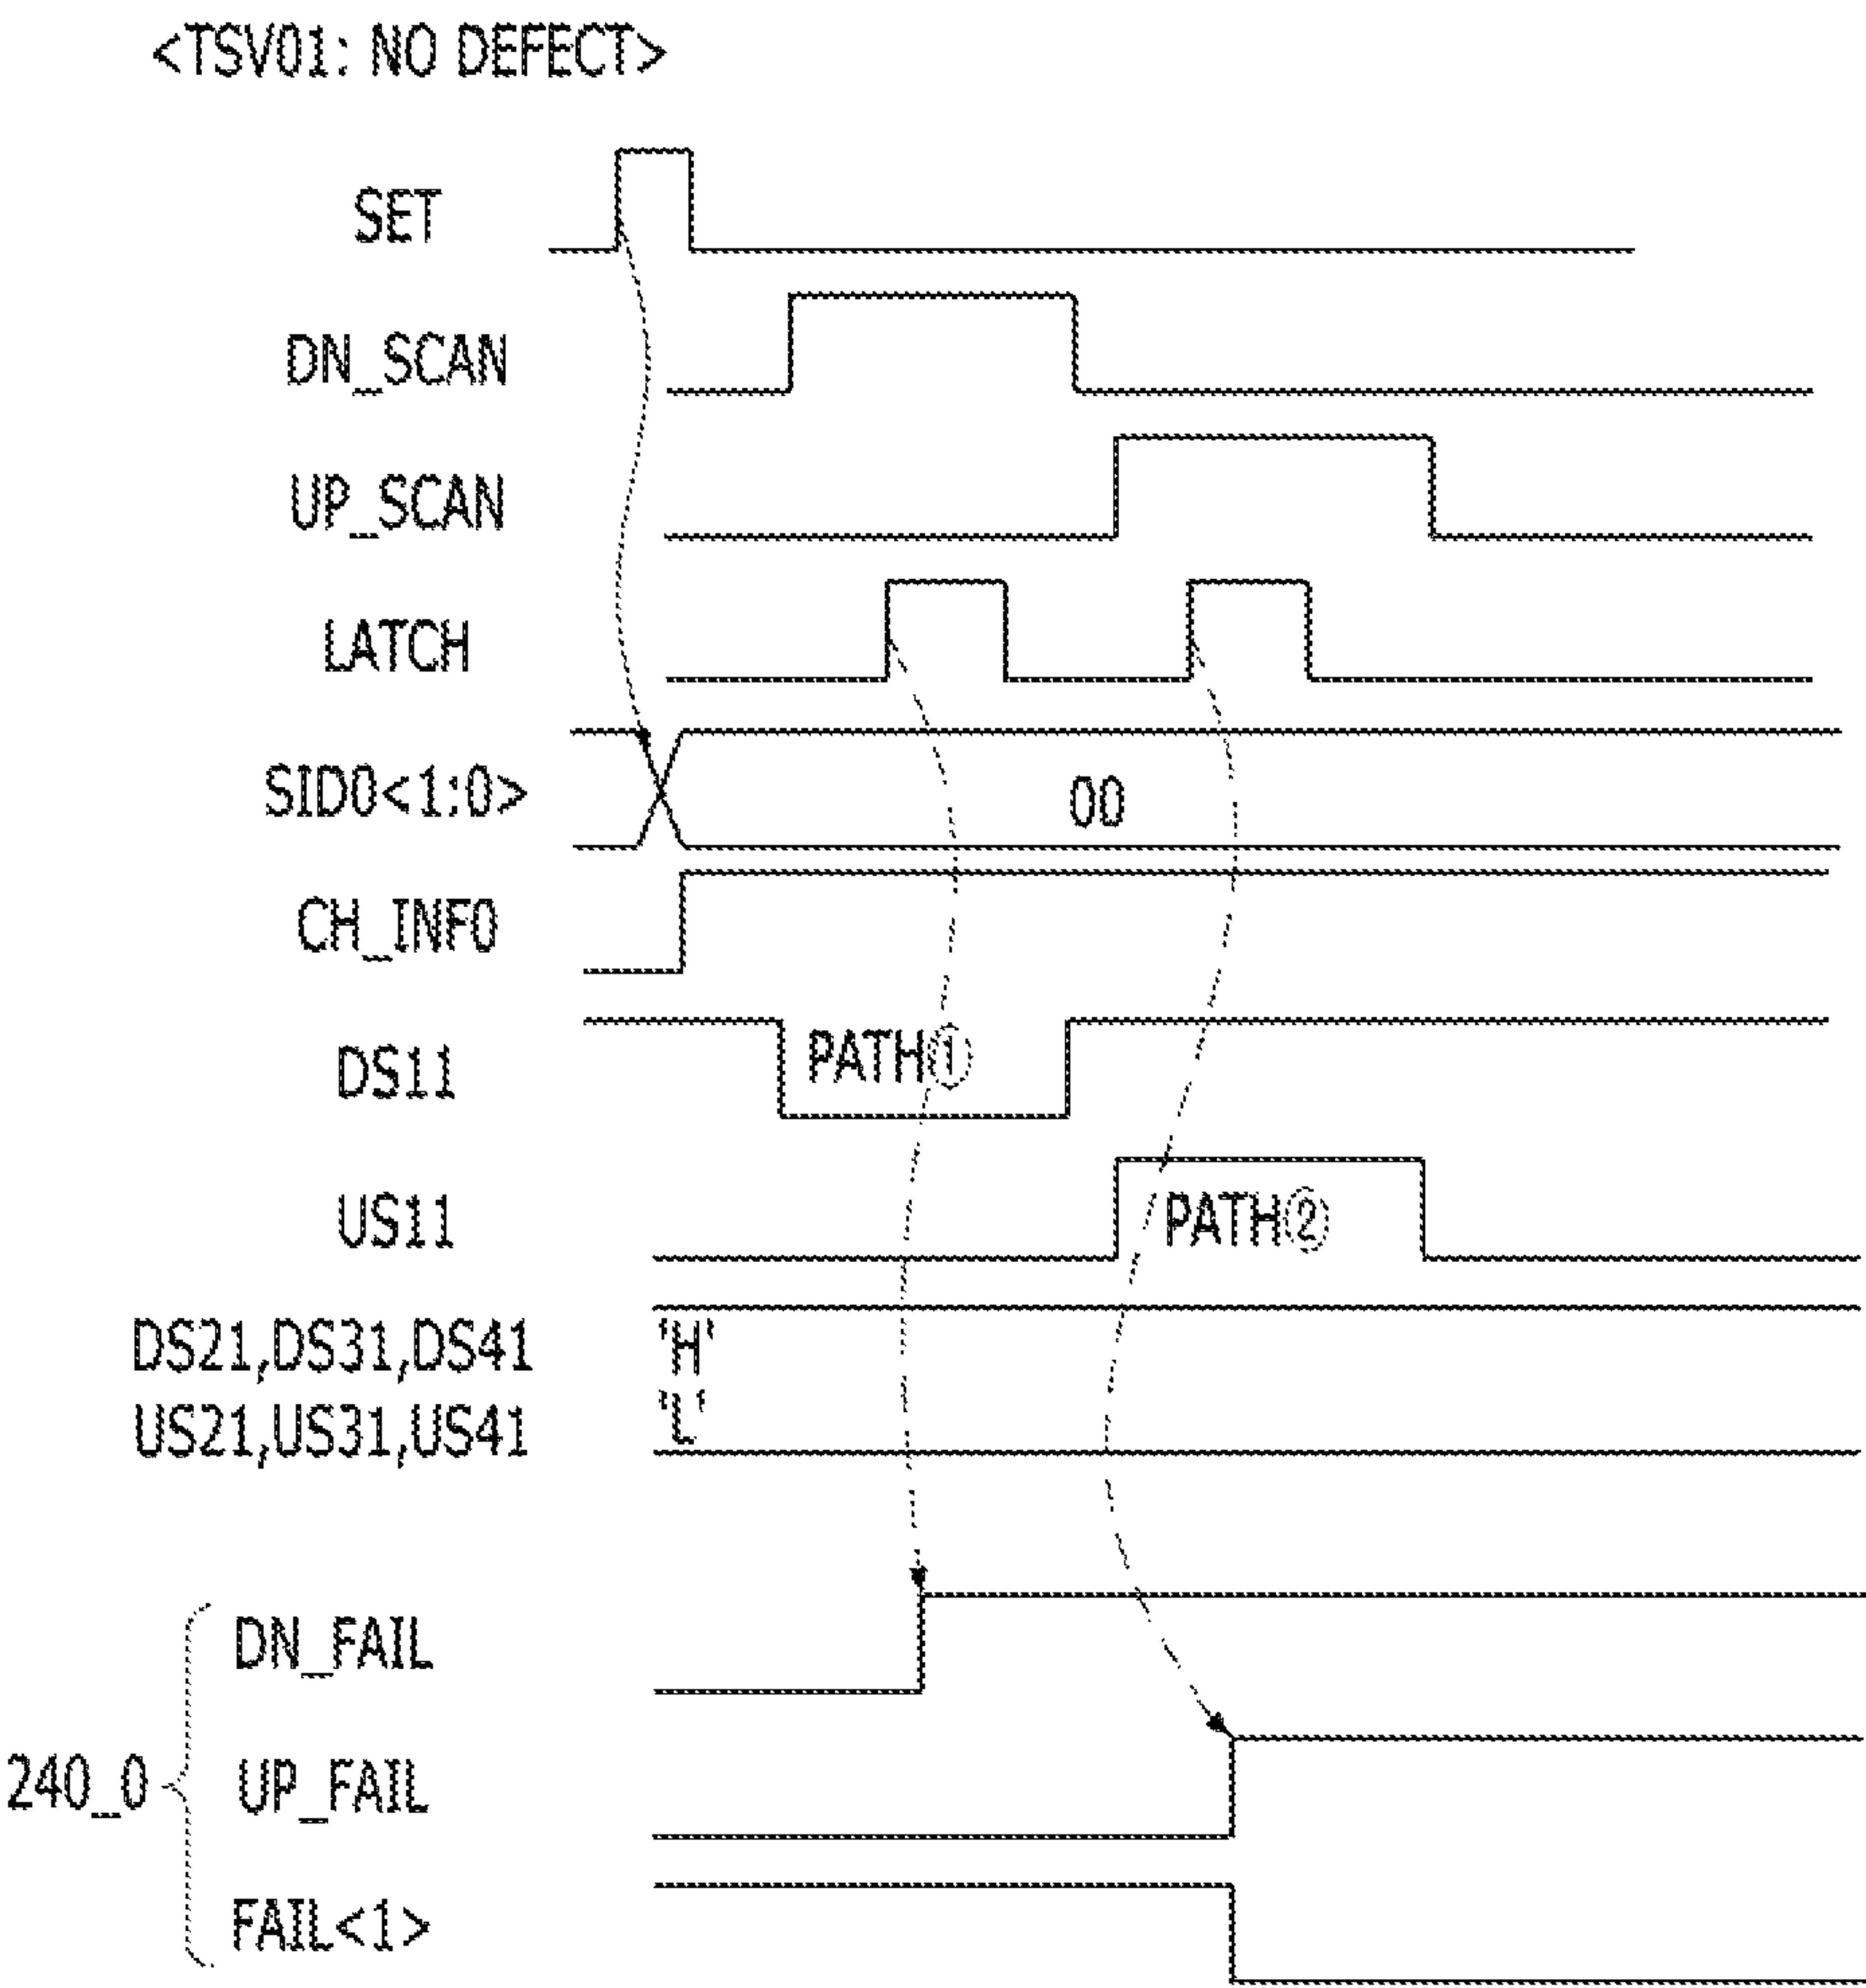 <TSV01: NO DEFECT>
SET
DN_SCAN
UP_SCAN
LATCH
SID0<1:0>
00
CH_INFO
DS11
PATH①
US11
PATH②
DS21,DS31,DS41 'H'
US21,US31,US41 'L'
DN_FAIL
240_0
UP_FAIL
FAIL<1>